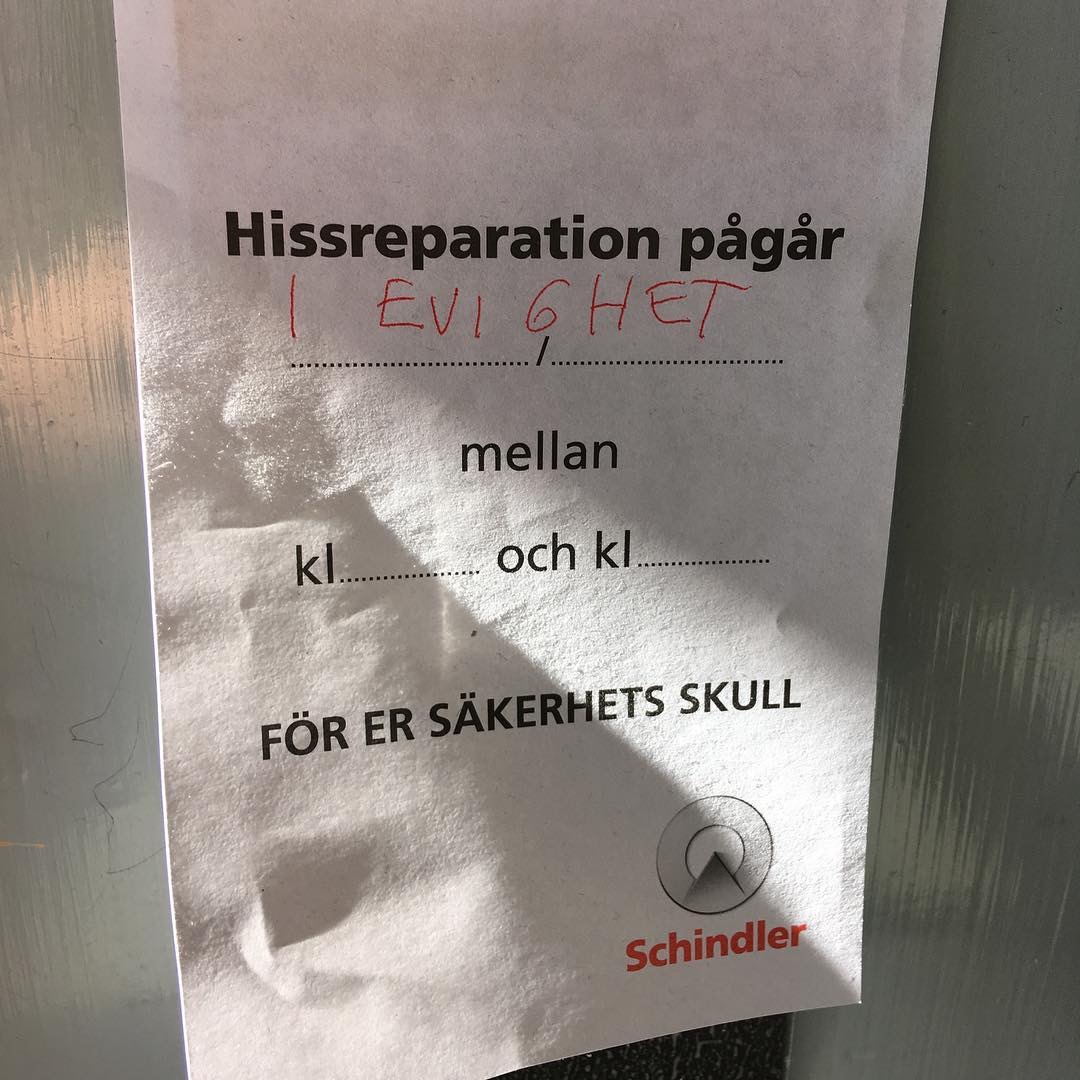 Hissreparation pågår
I EVIGHET
............................../..............................
mellan
kl.................... och kl...................
FÖR ER SÄKERHETS SKULL
Schindler